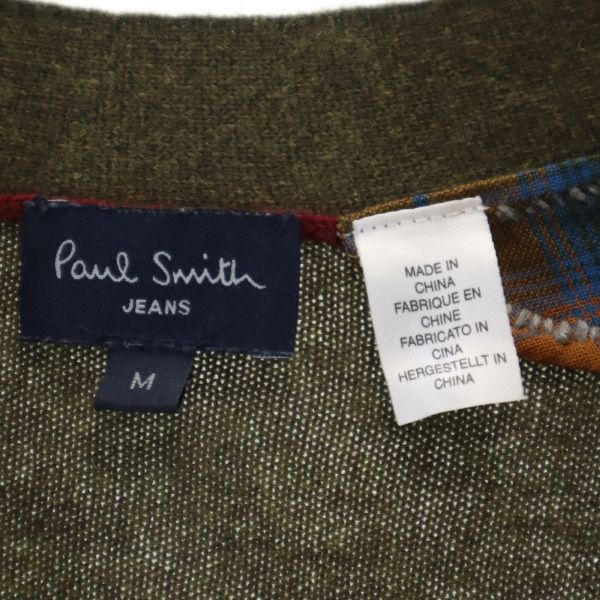 Paul Smith
JEANS
M
MADE IN
CHINA
FABRIQUE EN
CHINE
FABRICATO IN
CINA
HERGESTELLT IN
CHINA